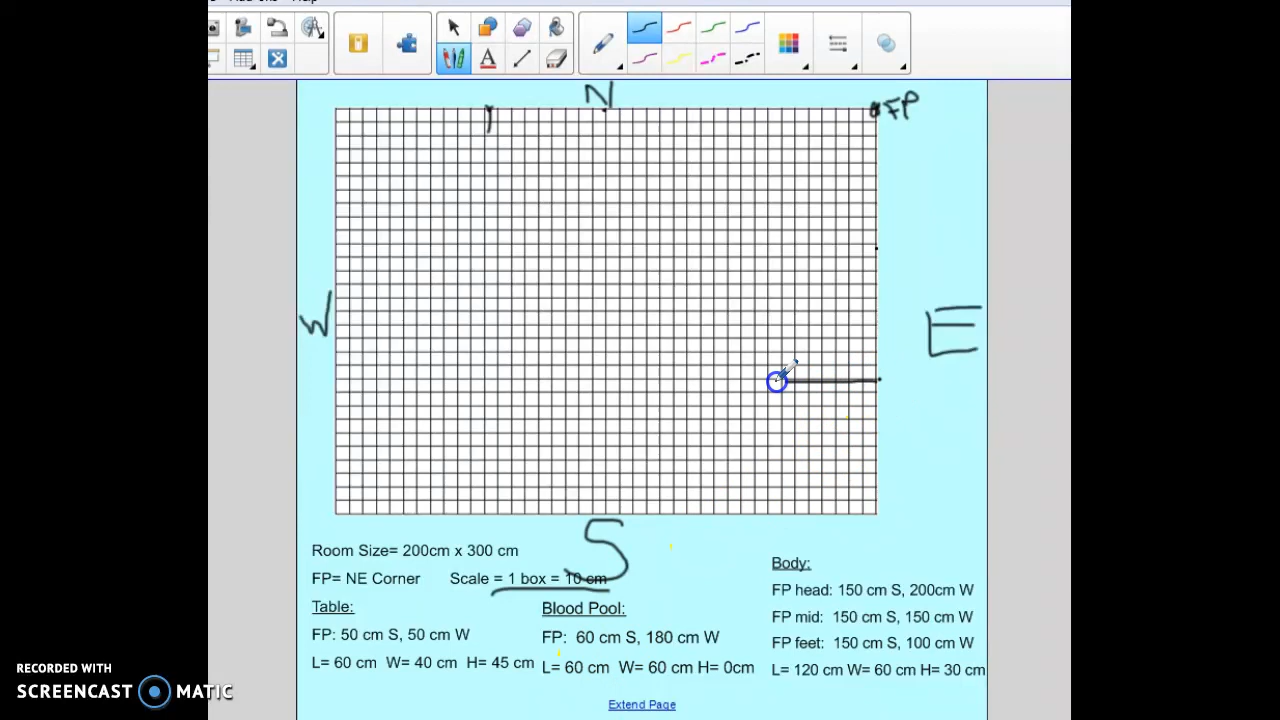 N
FP
W
E
S
Room Size= 200cm x 300 cm
FP= NE Corner Scale = 1 box = 10 cm
Table:
FP: 50 cm S, 50 cm W
L= 60 cm W= 40 cm H= 45 cm
Blood Pool:
FP: 60 cm S, 180 cm W
L= 60 cm W= 60 cm H= 0cm
Body:
FP head: 150 cm S, 200cm W
FP mid: 150 cm S, 150 cm W
FP feet: 150 cm S, 100 cm W
L= 120 cm W= 60 cm H= 30 cm
Extend Page
RECORDED WITH
SCREENCAST MATIC